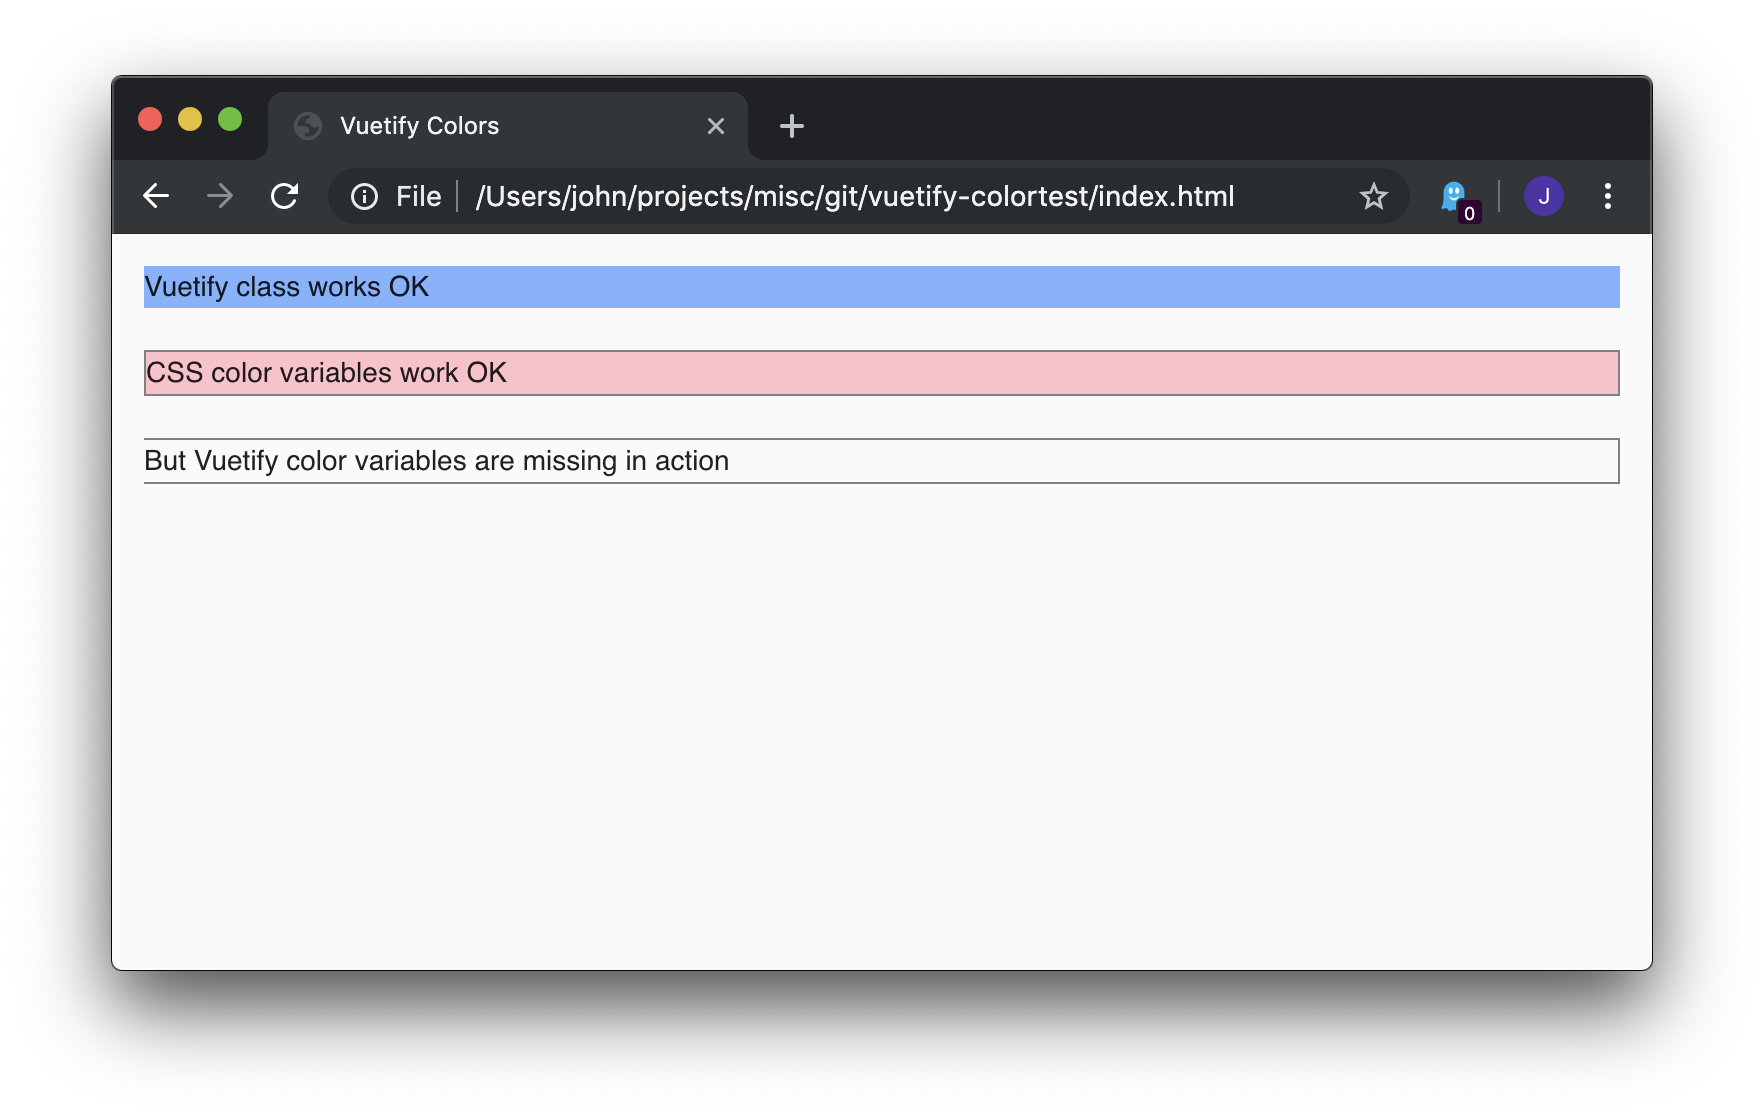 Vuetify Colors
File
/Users/john/projects/misc/git/vuetify-colortest/index.html
0
J
Vuetify class works OK
CSS color variables work OK
But Vuetify color variables are missing in action